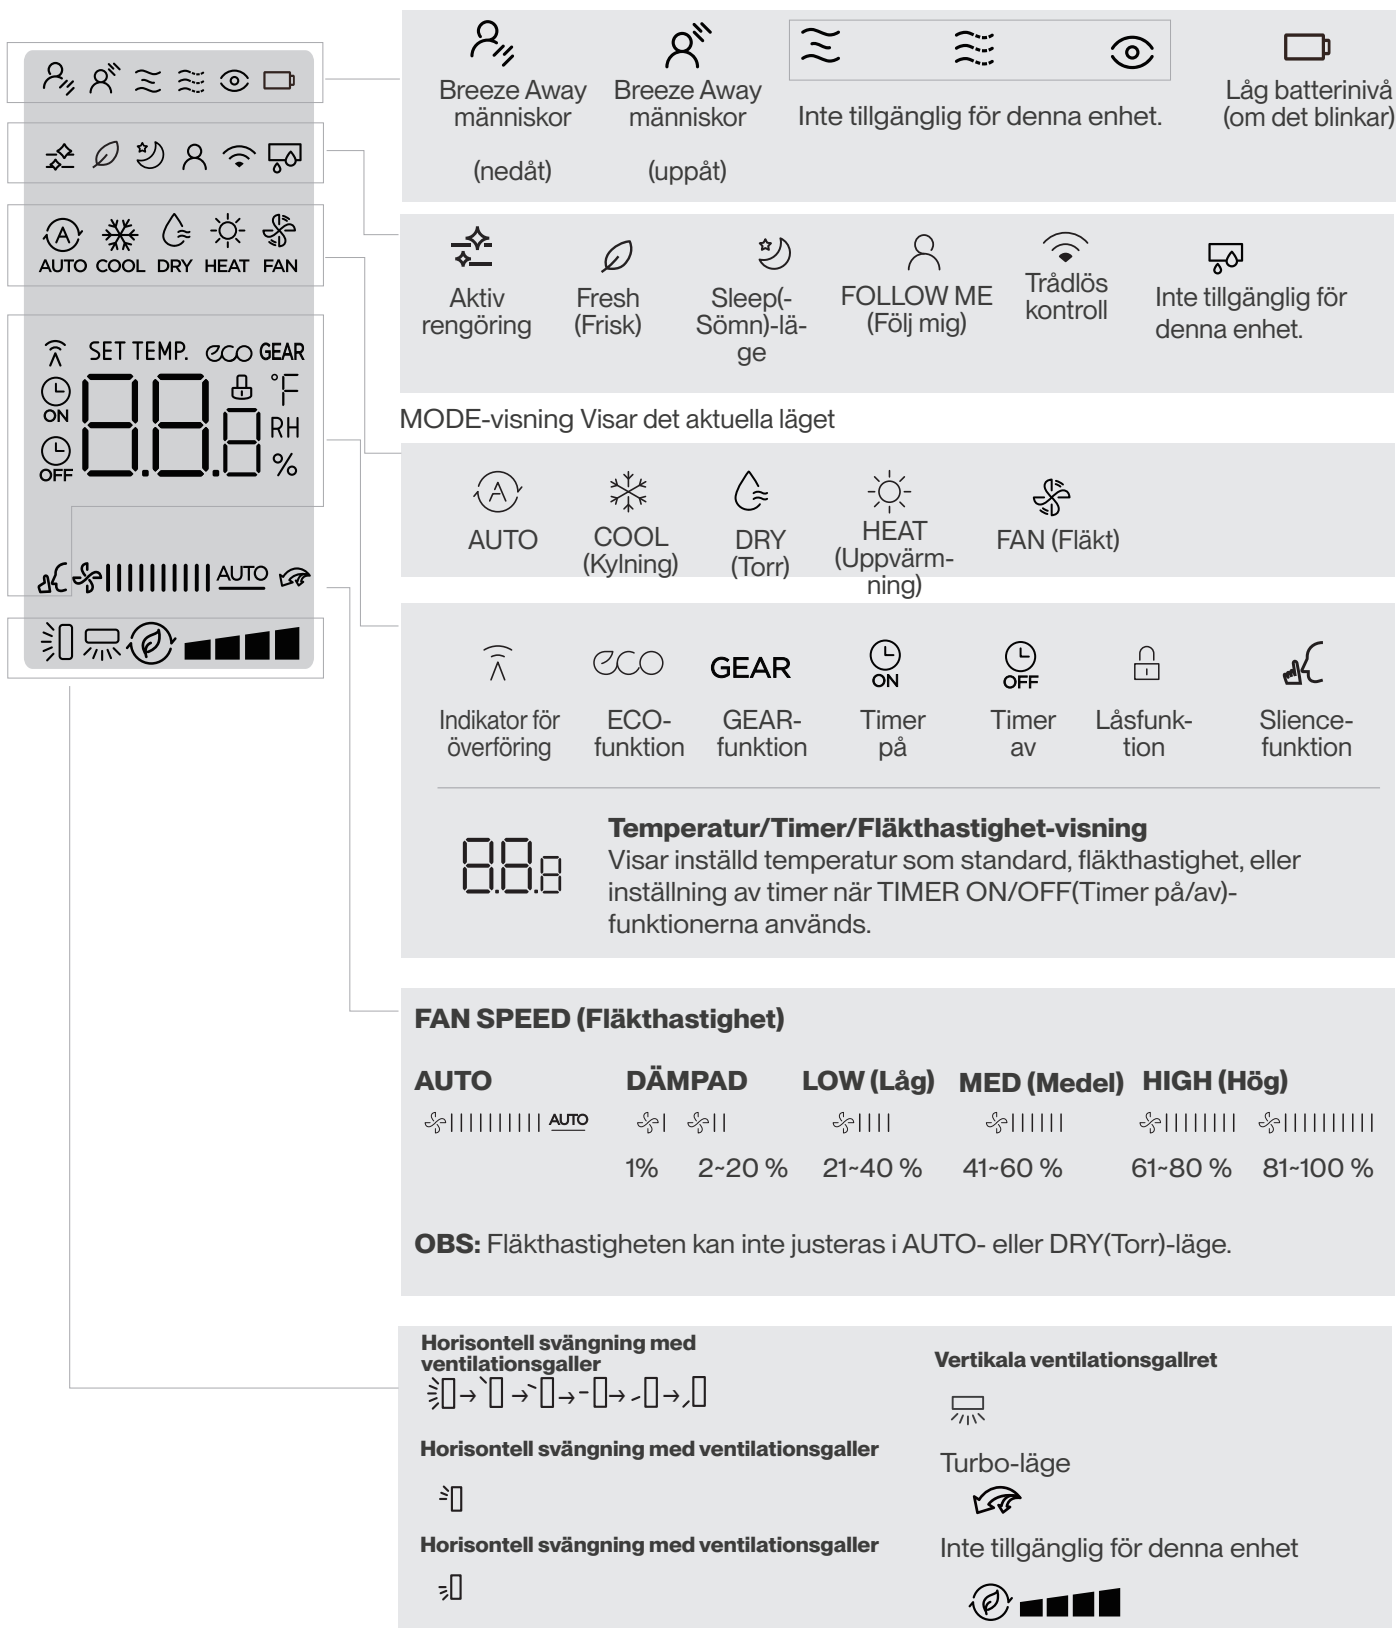 AUTO COOL DRY HEAT FAN
SET TEMP. eco GEAR
ON
°F
RH
OFF
%
AUTO
Breeze Away
människor
(nedåt)
Breeze Away
människor
(uppåt)
Inte tillgänglig för denna enhet.
Låg batterinivå
(om det blinkar)
Aktiv
rengöring
Fresh
(Frisk)
Sleep(-
Sömn)-lä-
ge
FOLLOW ME
(Följ mig)
Trådlös
kontroll
Inte tillgänglig för
denna enhet.
MODE-visning Visar det aktuella läget
AUTO
COOL
(Kylning)
DRY
(Torr)
HEAT
(Uppvärm-
ning)
FAN (Fläkt)
eco
GEAR
ON
OFF
Indikator för
överföring
ECO-
funktion
GEAR-
funktion
Timer
på
Timer
av
Låsfunk-
tion
Slience-
funktion
Temperatur/Timer/Fläkthastighet-visning
Visar inställd temperatur som standard, fläkthastighet, eller
inställning av timer när TIMER ON/OFF(Timer på/av)-
funktionerna används.
FAN SPEED (Fläkthastighet)
AUTO DÄMPAD LOW (Låg) MED (Medel) HIGH (Hög)
AUTO
1% 2~20 % 21~40 % 41~60 % 61~80 % 81~100 %
OBS: Fläkthastigheten kan inte justeras i AUTO- eller DRY(Torr)-läge.
Horisontell svängning med
ventilationsgaller
Horisontell svängning med ventilationsgaller
Horisontell svängning med ventilationsgaller
Vertikala ventilationsgallret
Turbo-läge
Inte tillgänglig för denna enhet